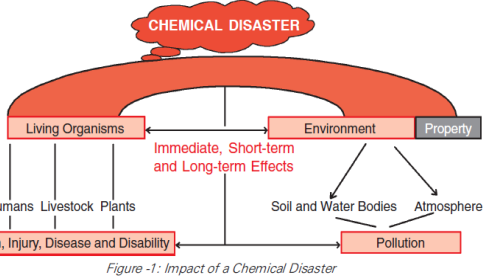 CHEMICAL DISASTER
Living Organisms
Environment
Property
Immediate, Short-term
and Long-term Effects
Livestock
Plants
Soil and Water Bodies
Atmosphere
Injury, Disease and Disability
Pollution
Figure -1: Impact of a Chemical Disaster